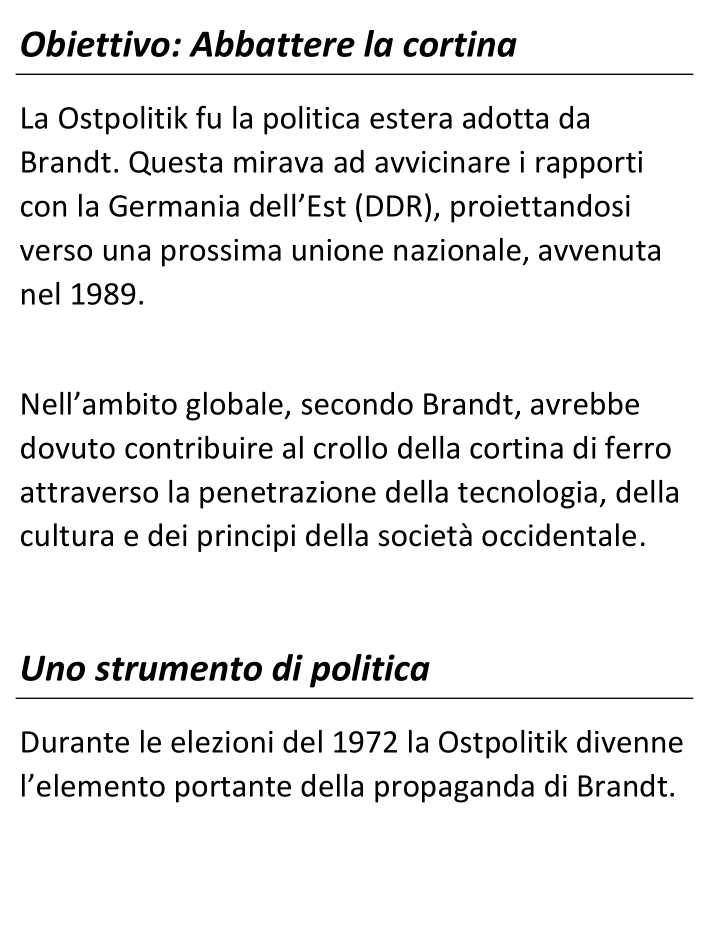 Obiettivo: Abbattere la cortina
La Ostpolitik fu la politica estera adotta da
Brandt. Questa mirava ad avvicinare i rapporti
con la Germania dell’Est (DDR), proiettandosi
verso una prossima unione nazionale, avvenuta
nel 1989.
Nell’ambito globale, secondo Brandt, avrebbe
dovuto contribuire al crollo della cortina di ferro
attraverso la penetrazione della tecnologia, della
cultura e dei principi della società occidentale.
Uno strumento di politica
Durante le elezioni del 1972 la Ostpolitik divenne
l’elemento portante della propaganda di Brandt.